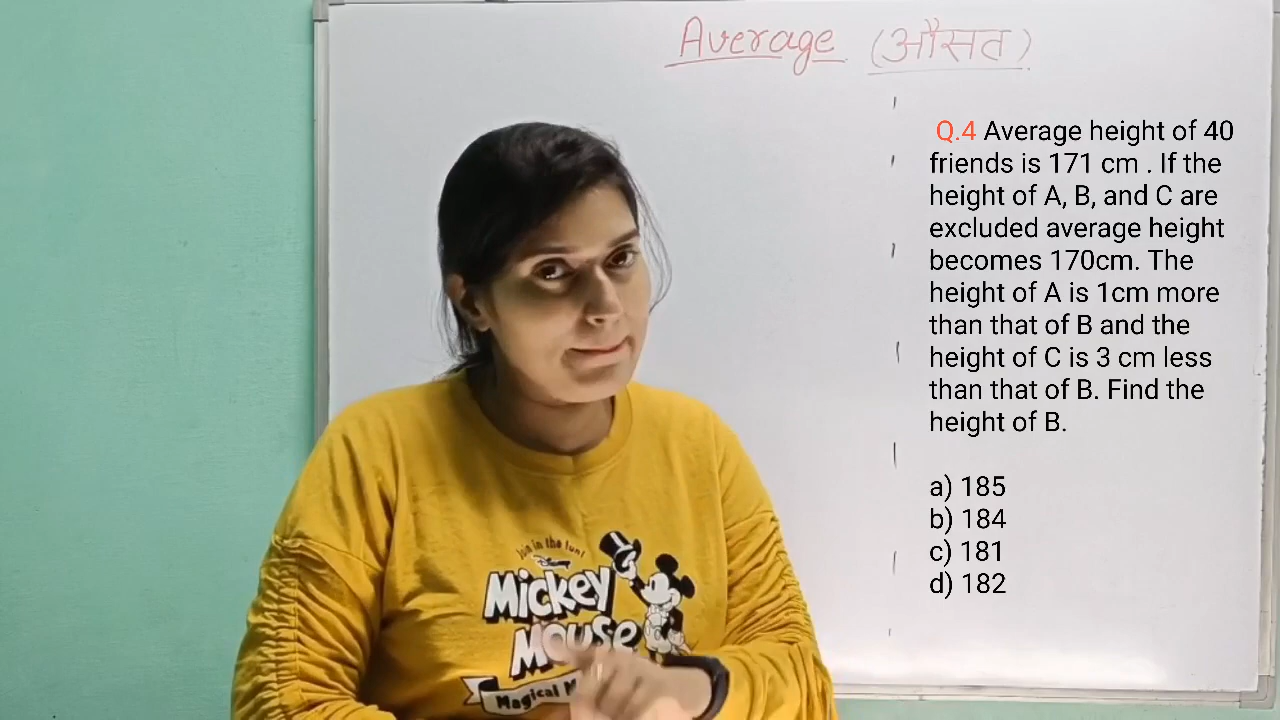 Average (औसत)
Q.4 Average height of 40
friends is 171 cm . If the
height of A, B, and C are
excluded average height
becomes 170cm. The
height of A is 1cm more
than that of B and the
height of C is 3 cm less
than that of B. Find the
height of B.
a) 185
b) 184
c) 181
d) 182
Join in the fun!
Disney
Mickey
Mouse
Magical